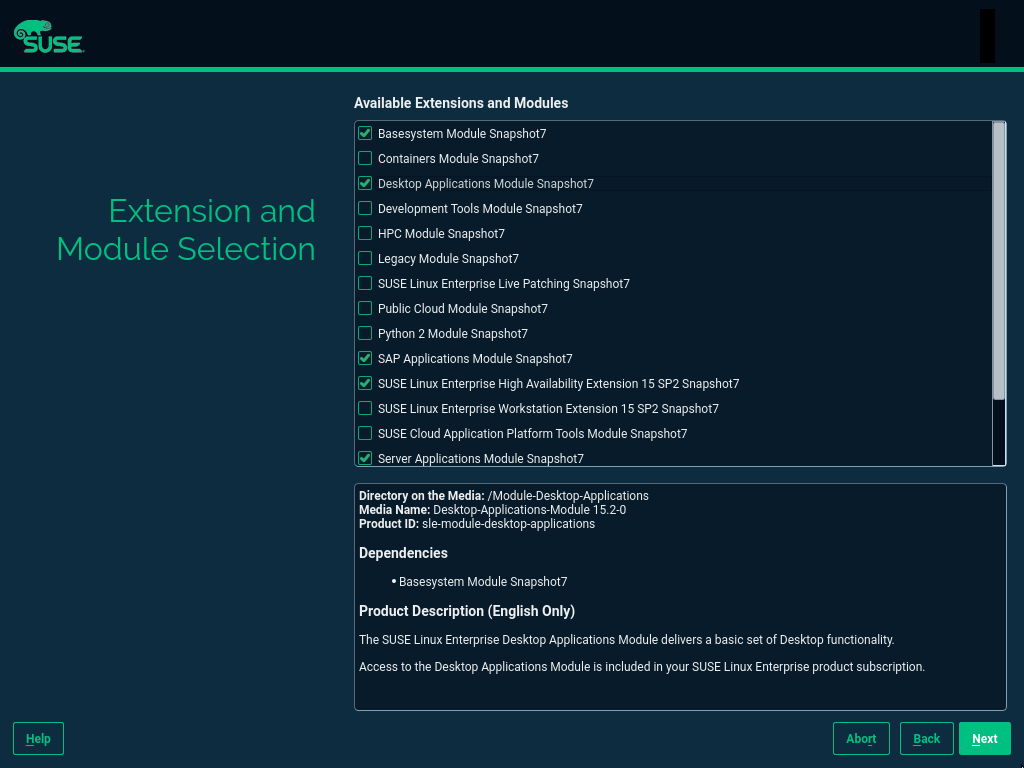 SUSE
Available Extensions and Modules
Extension and
Module Selection
Basesystem Module Snapshot7
Containers Module Snapshot7
Desktop Applications Module Snapshot7
Development Tools Module Snapshot7
HPC Module Snapshot7
Legacy Module Snapshot7
SUSE Linux Enterprise Live Patching Snapshot7
Public Cloud Module Snapshot7
Python 2 Module Snapshot7
SAP Applications Module Snapshot7
SUSE Linux Enterprise High Availability Extension 15 SP2 Snapshot7
SUSE Linux Enterprise Workstation Extension 15 SP2 Snapshot7
SUSE Cloud Application Platform Tools Module Snapshot7
Server Applications Module Snapshot7
Directory on the Media: /Module-Desktop-Applications
Media Name: Desktop-Applications-Module 15.2-0
Product ID: sle-module-desktop-applications
Dependencies
• Basesystem Module Snapshot7
Product Description (English Only)
The SUSE Linux Enterprise Desktop Applications Module delivers a basic set of Desktop functionality.
Access to the Desktop Applications Module is included in your SUSE Linux Enterprise product subscription.
Help
Abort
Back
Next